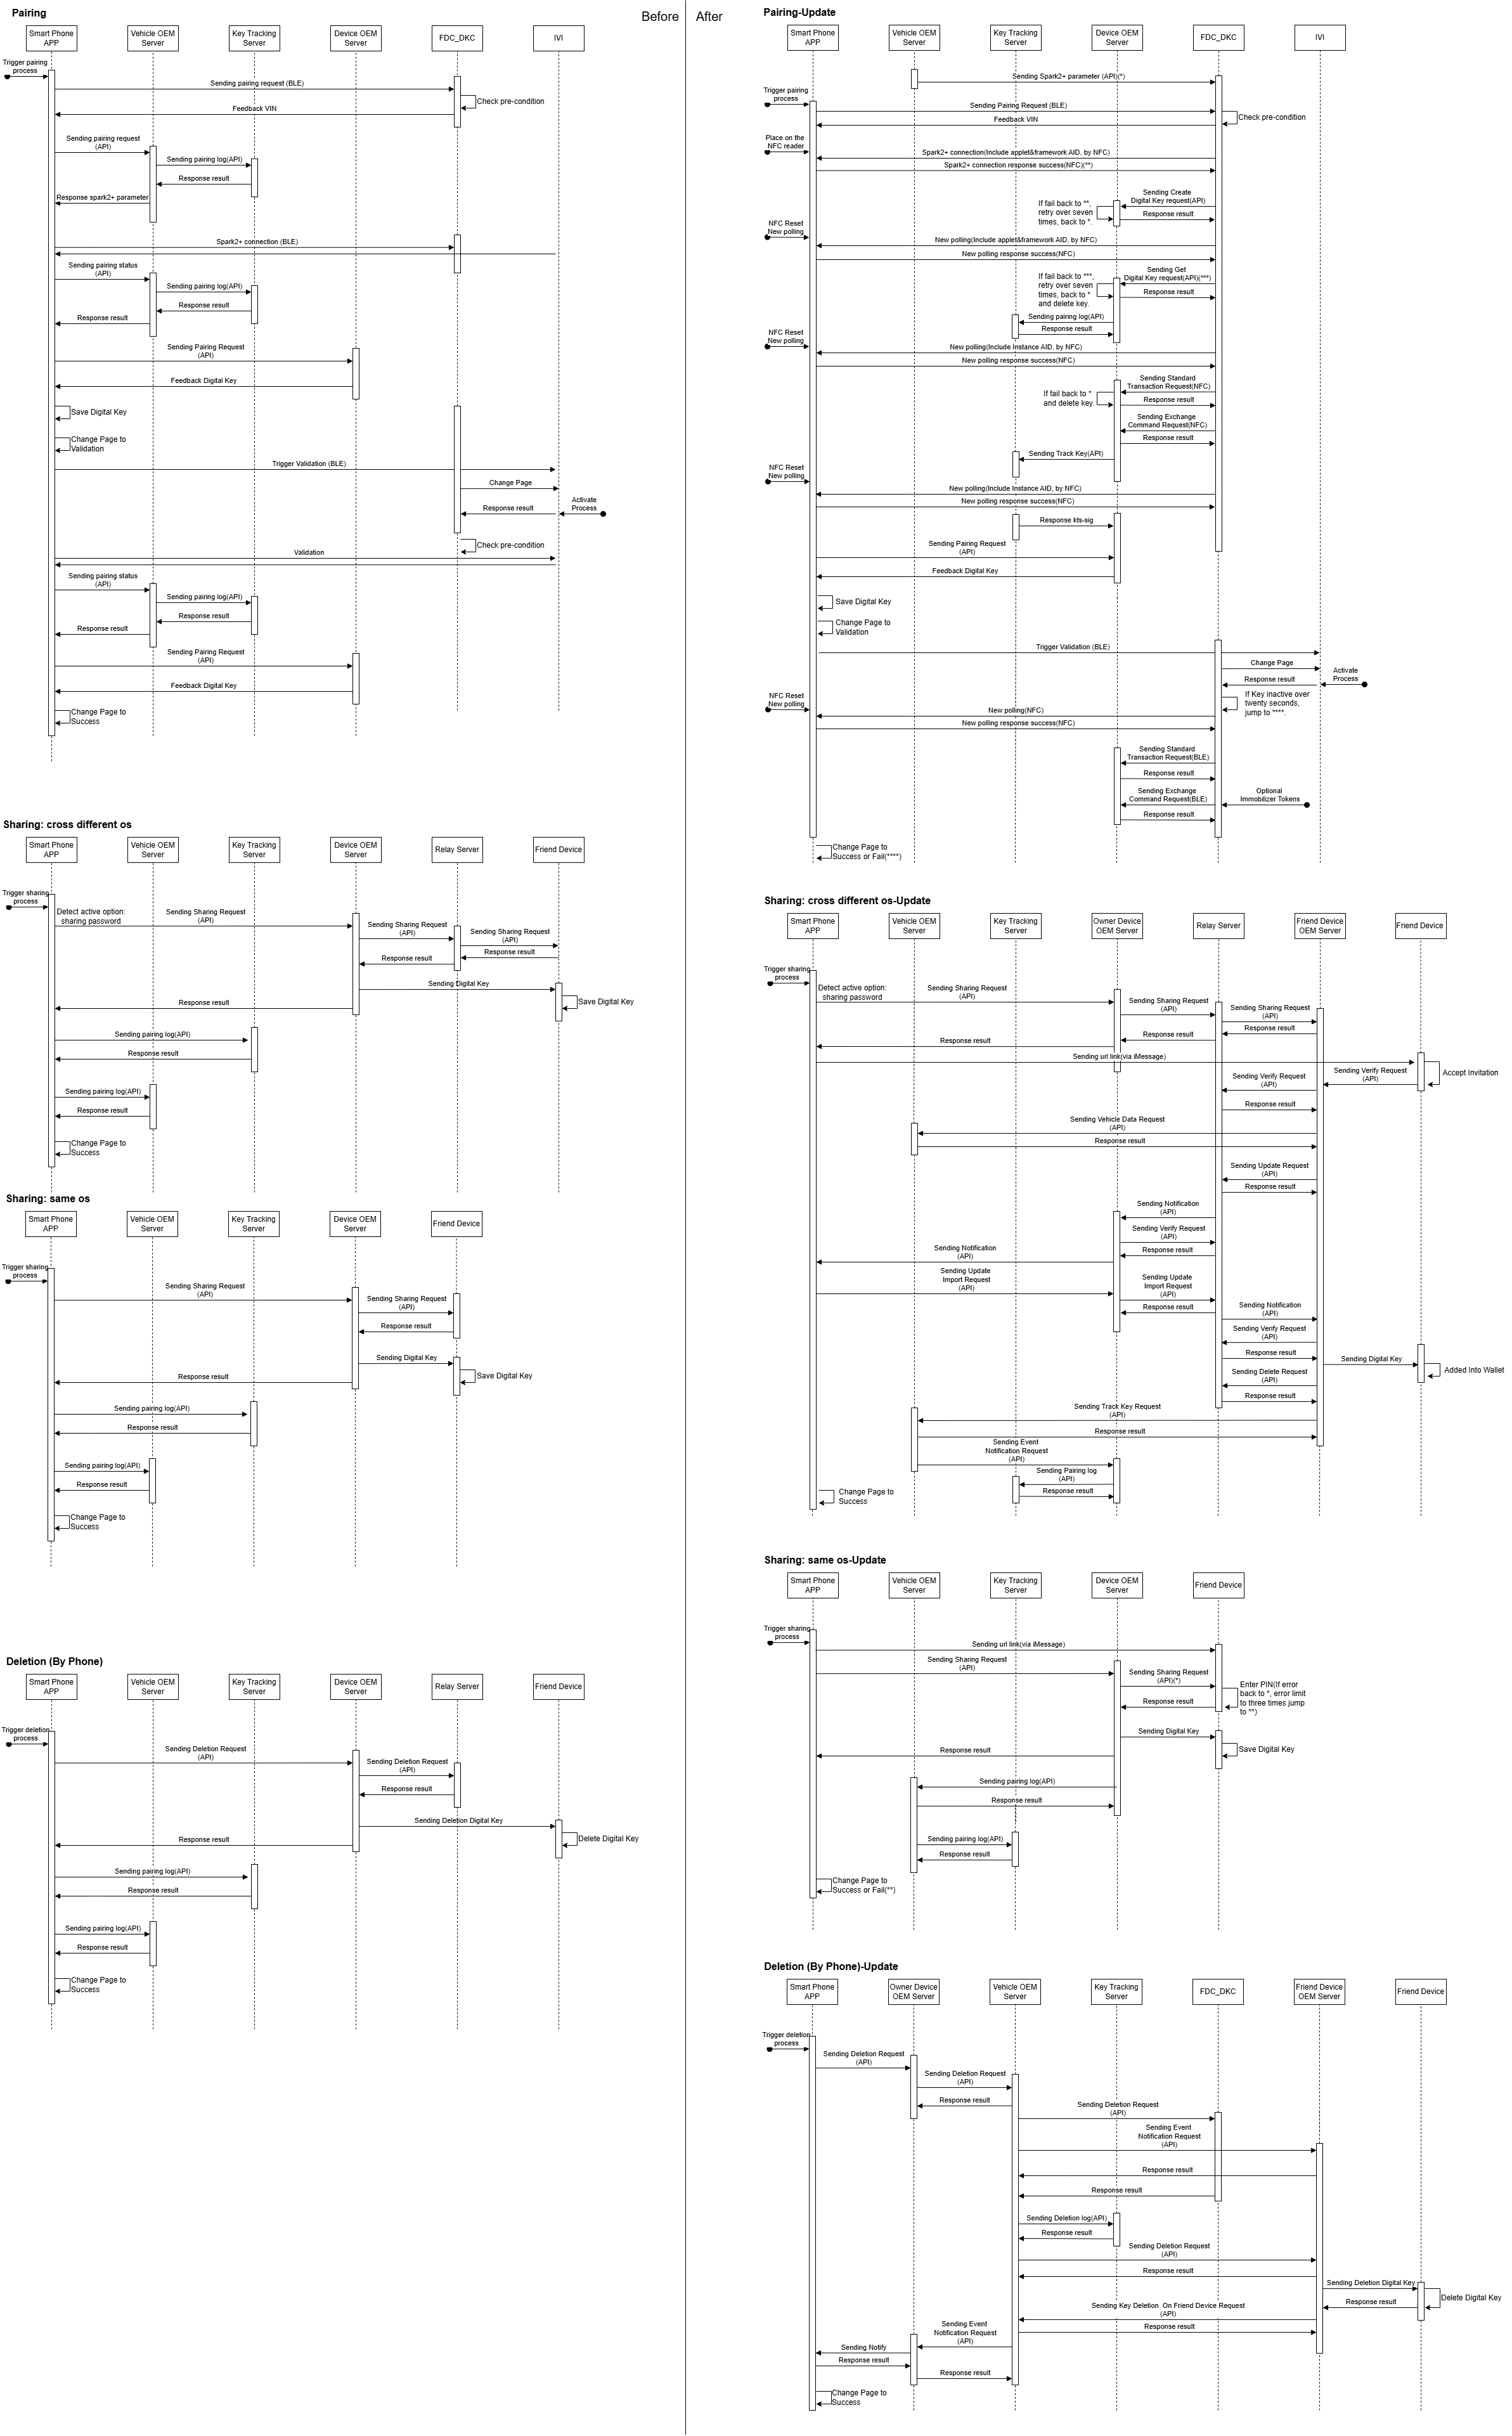 Before
After
Pairing
Smart Phone
APP
Vehicle OEM
Server
Key Tracking
Server
Device OEM
Server
FDC_DKC
IVI
Trigger pairing
process
Sending pairing request (BLE)
Check pre-condition
Feedback VIN
Sending pairing request
(API)
Sending pairing log(API)
Response result
Response spark2+ parameter
Spark2+ connection (BLE)
Sending pairing status
(API)
Sending pairing log(API)
Response result
Response result
Sending Pairing Request
(API)
Feedback Digital Key
Save Digital Key
Change Page to
Validation
Trigger Validation (BLE)
Change Page
Activate
Process
Response result
Check pre-condition
Validation
Sending pairing status
(API)
Sending pairing log(API)
Response result
Response result
Sending Pairing Request
(API)
Feedback Digital Key
Change Page to
Success
Sharing: cross different os
Smart Phone
APP
Vehicle OEM
Server
Key Tracking
Server
Device OEM
Server
Relay Server
Friend Device
Trigger sharing
process
Detect active option:
sharing password
Sending Sharing Request
(API)
Sending Sharing Request
(API)
Sending Sharing Request
(API)
Response result
Response result
Sending Digital Key
Save Digital Key
Response result
Sending pairing log(API)
Response result
Sending pairing log(API)
Response result
Change Page to
Success
Sharing: same os
Smart Phone
APP
Vehicle OEM
Server
Key Tracking
Server
Device OEM
Server
Friend Device
Trigger sharing
process
Sending Sharing Request
(API)
Sending Sharing Request
(API)
Response result
Sending Digital Key
Save Digital Key
Response result
Sending pairing log(API)
Response result
Sending pairing log(API)
Response result
Change Page to
Success
Deletion (By Phone)
Smart Phone
APP
Vehicle OEM
Server
Key Tracking
Server
Device OEM
Server
Relay Server
Friend Device
Trigger deletion
process
Sending Deletion Request
(API)
Sending Deletion Request
(API)
Response result
Sending Deletion Digital Key
Delete Digital Key
Response result
Sending pairing log(API)
Response result
Sending pairing log(API)
Response result
Change Page to
Success
Pairing-Update
Smart Phone
APP
Vehicle OEM
Server
Key Tracking
Server
Device OEM
Server
FDC_DKC
IVI
Sending Spark2+ parameter (API)(*)
Trigger pairing
process
Sending Pairing Request (BLE)
Check pre-condition
Feedback VIN
Place on the
NFC reader
Spark2+ connection(Include applet&framework AID, by NFC)
Spark2+ connection response success(NFC)(**)
Sending Create
Digital Key request(API)
If fail back to **,
retry over seven
times, back to *.
Response result
NFC Reset
New polling
New polling(Include applet&framework AID, by NFC)
New polling response success(NFC)
Sending Get
Digital Key request(API)(***)
If fail back to ***,
retry over seven
times, back to *
and delete key.
Response result
Sending pairing log(API)
Response result
NFC Reset
New polling
New polling(Include Instance AID, by NFC)
New polling response success(NFC)
Sending Standard
Transaction Request(NFC)
If fail back to *
and delete key.
Response result
Sending Exchange
Command Request(NFC)
Response result
Sending Track Key(API)
NFC Reset
New polling
New polling(Include Instance AID, by NFC)
New polling response success(NFC)
Response kts-sig
Sending Pairing Request
(API)
Feedback Digital Key
Save Digital Key
Change Page to
Validation
Trigger Validation (BLE)
Change Page
Activate
Process
Response result
If Key inactive over
twenty seconds,
jump to ****.
NFC Reset
New polling
New polling(NFC)
New polling response success(NFC)
Sending Standard
Transaction Request(BLE)
Response result
Sending Exchange
Command Request(BLE)
Optional
Immobilizer Tokens
Response result
Change Page to
Success or Fail(****)
Sharing: cross different os-Update
Smart Phone
APP
Vehicle OEM
Server
Key Tracking
Server
Owner Device
OEM Server
Relay Server
Friend Device
OEM Server
Friend Device
Trigger sharing
process
Detect active option:
sharing password
Sending Sharing Request
(API)
Sending Sharing Request
(API)
Sending Sharing Request
(API)
Response result
Response result
Response result
Sending url link(via iMessage)
Accept Invitation
Sending Verify Request
(API)
Sending Verify Request
(API)
Response result
Sending Vehicle Data Request
(API)
Response result
Sending Update Request
(API)
Response result
Sending Notification
(API)
Sending Verify Request
(API)
Response result
Sending Notification
(API)
Sending Update
Import Request
(API)
Sending Update
Import Request
(API)
Response result
Sending Notification
(API)
Sending Verify Request
(API)
Response result
Sending Digital Key
Added Into Wallet
Sending Delete Request
(API)
Response result
Sending Track Key Request
(API)
Response result
Sending Event
Notification Request
(API)
Sending Pairing log
(API)
Response result
Change Page to
Success
Sharing: same os-Update
Smart Phone
APP
Vehicle OEM
Server
Key Tracking
Server
Device OEM
Server
Friend Device
Trigger sharing
process
Sending url link(via iMessage)
Sending Sharing Request
(API)
Sending Sharing Request
(API)(*)
Enter PIN(If error
back to *, error limit
to three times jump
to **)
Response result
Sending Digital Key
Save Digital Key
Response result
Sending pairing log(API)
Response result
Sending pairing log(API)
Response result
Change Page to
Success or Fail(**)
Deletion (By Phone)-Update
Smart Phone
APP
Owner Device
OEM Server
Vehicle OEM
Server
Key Tracking
Server
FDC_DKC
Friend Device
OEM Server
Friend Device
Trigger deletion
process
Sending Deletion Request
(API)
Sending Deletion Request
(API)
Response result
Sending Deletion Request
(API)
Sending Event
Notification Request
(API)
Response result
Response result
Sending Deletion log(API)
Response result
Sending Deletion Request
(API)
Response result
Sending Deletion Digital Key
Delete Digital Key
Response result
Sending Key Deletion On Friend Device Request
(API)
Response result
Sending Event
Notification Request
(API)
Sending Notify
Response result
Response result
Change Page to
Success